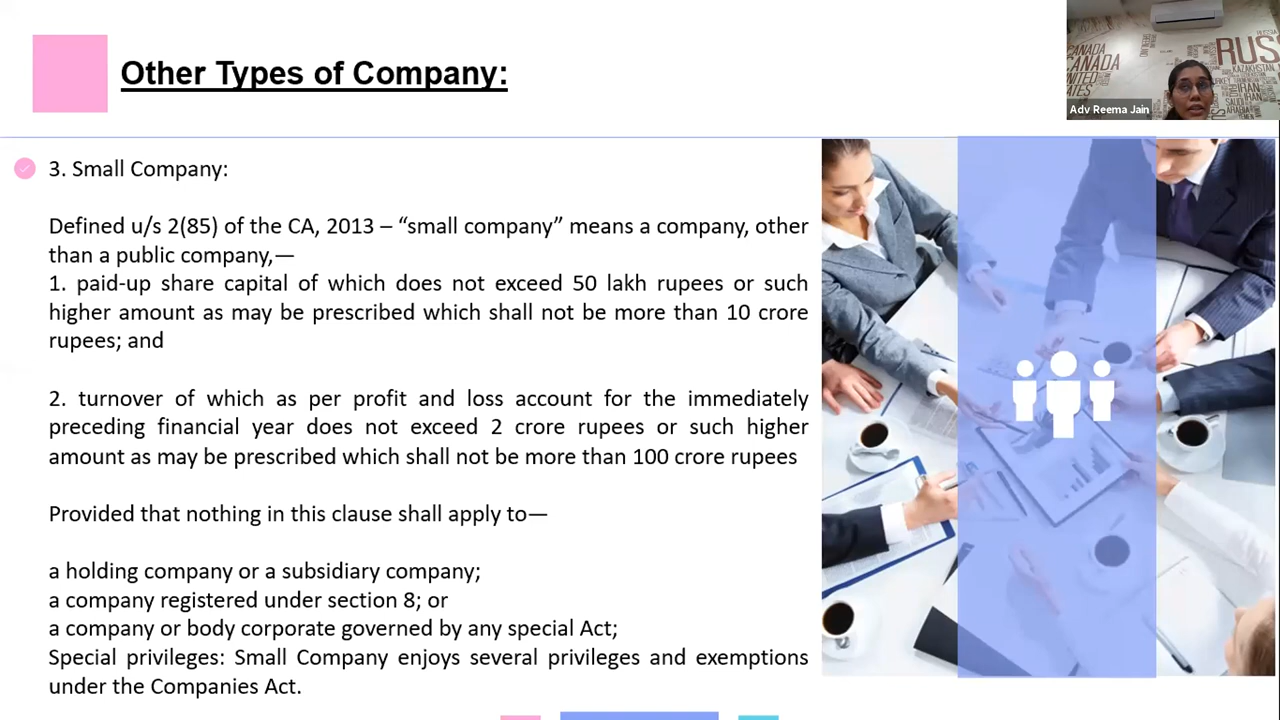 Other Types of Company:
3. Small Company:
Defined u/s 2(85) of the CA, 2013 – “small company” means a company, other
than a public company,—
1. paid-up share capital of which does not exceed 50 lakh rupees or such
higher amount as may be prescribed which shall not be more than 10 crore
rupees; and
2. turnover of which as per profit and loss account for the immediately
preceding financial year does not exceed 2 crore rupees or such higher
amount as may be prescribed which shall not be more than 100 crore rupees
Provided that nothing in this clause shall apply to—
a holding company or a subsidiary company;
a company registered under section 8; or
a company or body corporate governed by any special Act;
Special privileges: Small Company enjoys several privileges and exemptions
under the Companies Act.
CANADA
CANADA
UNITED
RUS
KAZAKHSTAN
IRAN
IRAN
Adv Reema Jain